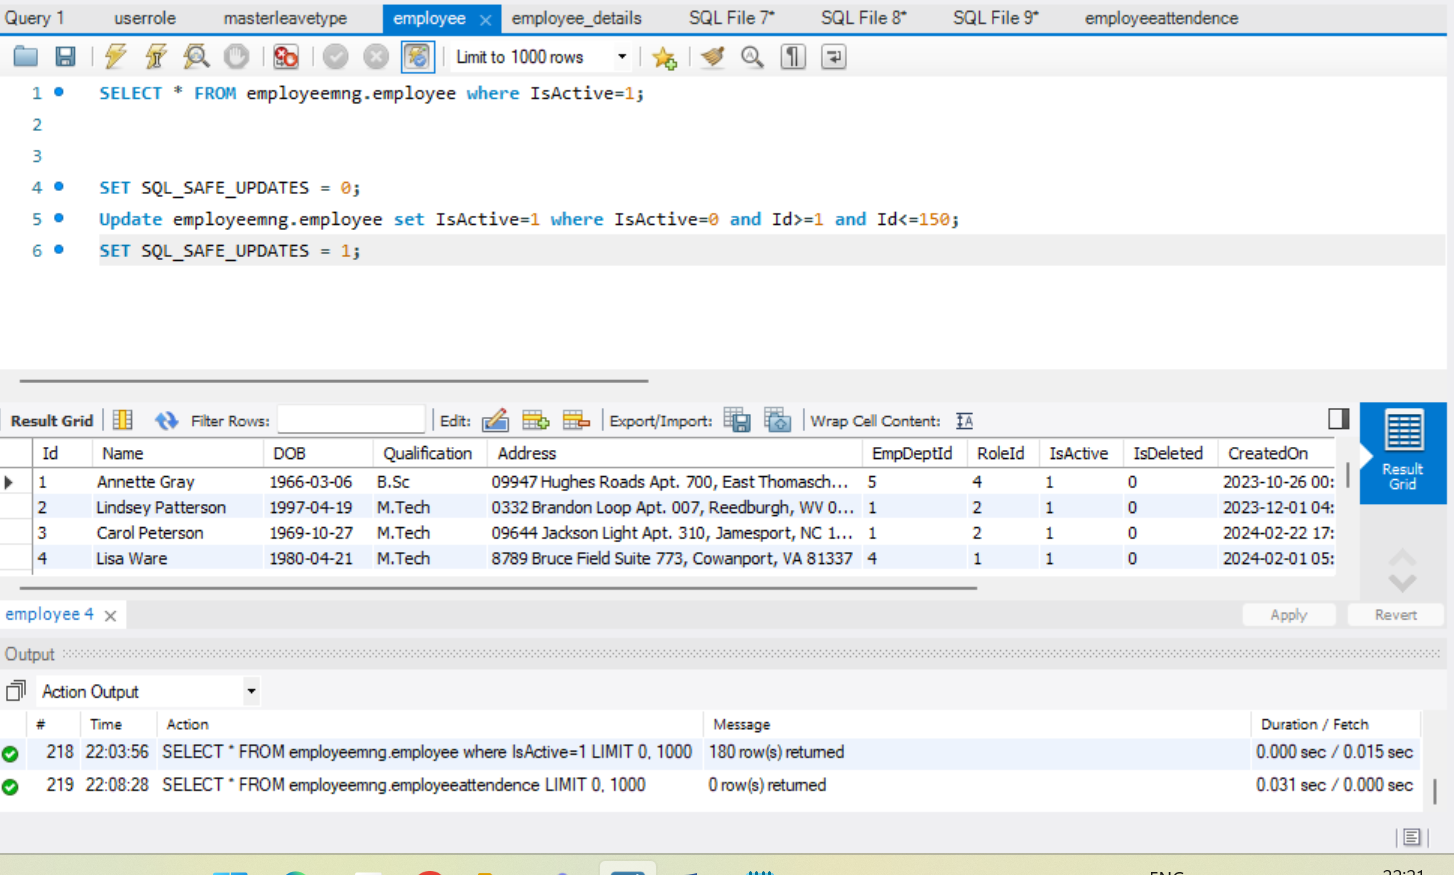 Query 1 userrole masterleavetype employee employee_details SQL File 7* SQL File 8* SQL File 9* employeeattendence
Limit to 1000 rows
1 SELECT * FROM employeemng.employee where IsActive=1;
2
3
4 SET SQL_SAFE_UPDATES = 0;
5 Update employeemng.employee set IsActive=1 where IsActive=0 and Id>=1 and Id<=150;
6 SET SQL_SAFE_UPDATES = 1;
Result Grid Filter Rows: Edit: Export/Import: Wrap Cell Content: IA
Id Name DOB Qualification Address EmpDeptId RoleId IsActive IsDeleted CreatedOn
1 Annette Gray 1966-03-06 B.Sc 09947 Hughes Roads Apt. 700, East Thomasch... 5 4 1 0 2023-10-26 00:
2 Lindsey Patterson 1997-04-19 M.Tech 0332 Brandon Loop Apt. 007, Reedburgh, WV 0... 1 2 1 0 2023-12-01 04:
3 Carol Peterson 1969-10-27 M.Tech 09644 Jackson Light Apt. 310, Jamesport, NC 1... 1 2 1 0 2024-02-22 17:
4 Lisa Ware 1980-04-21 M.Tech 8789 Bruce Field Suite 773, Cowanport, VA 81337 4 1 1 0 2024-02-01 05:
Result
Grid
employee 4 Apply Revert
Output
Action Output
# Time Action Message Duration / Fetch
218 22:03:56 SELECT * FROM employeemng.employee where IsActive=1 LIMIT 0, 1000 180 row(s) returned 0.000 sec / 0.015 sec
219 22:08:28 SELECT * FROM employeemng.employeeattendence LIMIT 0, 1000 0 row(s) returned 0.031 sec / 0.000 sec